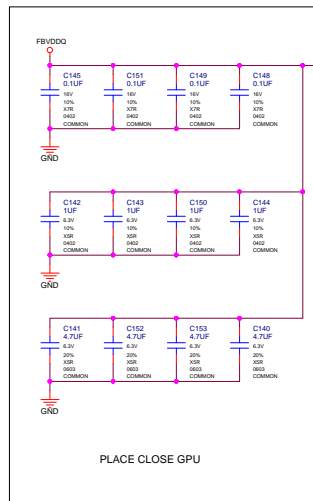 FBVDDQ
C145 C151 C149 C148
0.1UF 0.1UF 0.1UF 0.1UF
16V 16V 16V 16V
10% 10% 10% 10%
X7R X7R X7R X7R
0402 0402 0402 0402
COMMON COMMON COMMON COMMON
GND
C142 C143 C150 C144
1UF 1UF 1UF 1UF
6.3V 6.3V 6.3V 6.3V
10% 10% 10% 10%
X5R X5R X5R X5R
0402 0402 0402 0402
COMMON COMMON COMMON COMMON
GND
C141 C152 C153 C140
4.7UF 4.7UF 4.7UF 4.7UF
6.3V 6.3V 6.3V 6.3V
20% 20% 20% 20%
X5R X5R X5R X5R
0603 0603 0603 0603
COMMON COMMON COMMON COMMON
GND
PLACE CLOSE GPU